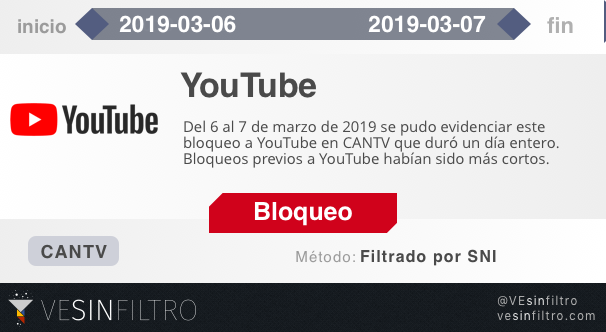 inicio 2019-03-06 2019-03-07 fin
YouTube
YouTube
Del 6 al 7 de marzo de 2019 se pudo evidenciar este
bloqueo a YouTube en CANTV que duró un día entero.
Bloqueos previos a YouTube habían sido más cortos.
Bloqueo
CANTV
Método: Filtrado por SNI
VESINFILTRO
@VEsinfiltro
vesinfiltro.com